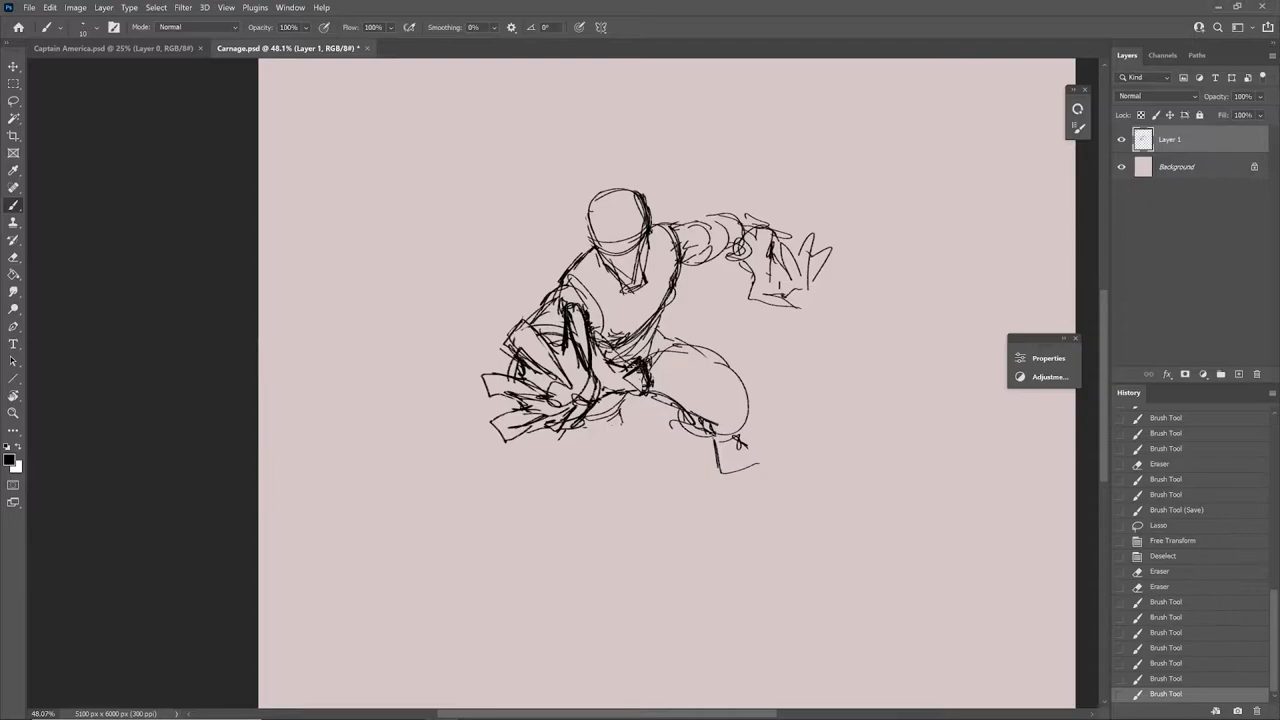 File Edit Image Layer Type Select Filter 3D View Plugins Window Help
10 Mode: Normal Opacity: 100% Flow: 100% Smoothing: 0% 0°
Captain America.psd @ 25% (Layer 0, RGB/8#) × Carnage.psd @ 48.1% (Layer 1, RGB/8#) * ×
Layers Channels Paths
Kind
Normal Opacity: 100%
Lock: Fill: 100%
Layer 1
Background
Properties
Adjustme...
History
Brush Tool
Brush Tool
Brush Tool
Eraser
Brush Tool
Brush Tool
Brush Tool (Save)
Lasso
Free Transform
Deselect
Eraser
Eraser
Brush Tool
Brush Tool
Brush Tool
Brush Tool
Brush Tool
Brush Tool
Brush Tool
48.07% 5100 px x 6000 px (300 ppi)